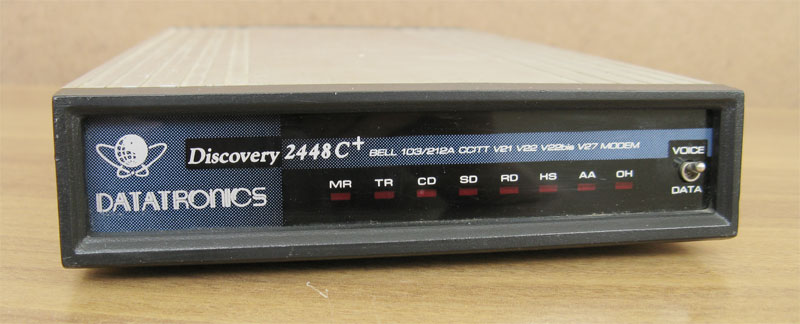 Discovery 2448C+ BELL 103/212A CCITT V21 V22 V22bis V27 MODEM
DATATRONICS
MR TR CD SD RD HS AA OH
VOICE
DATA